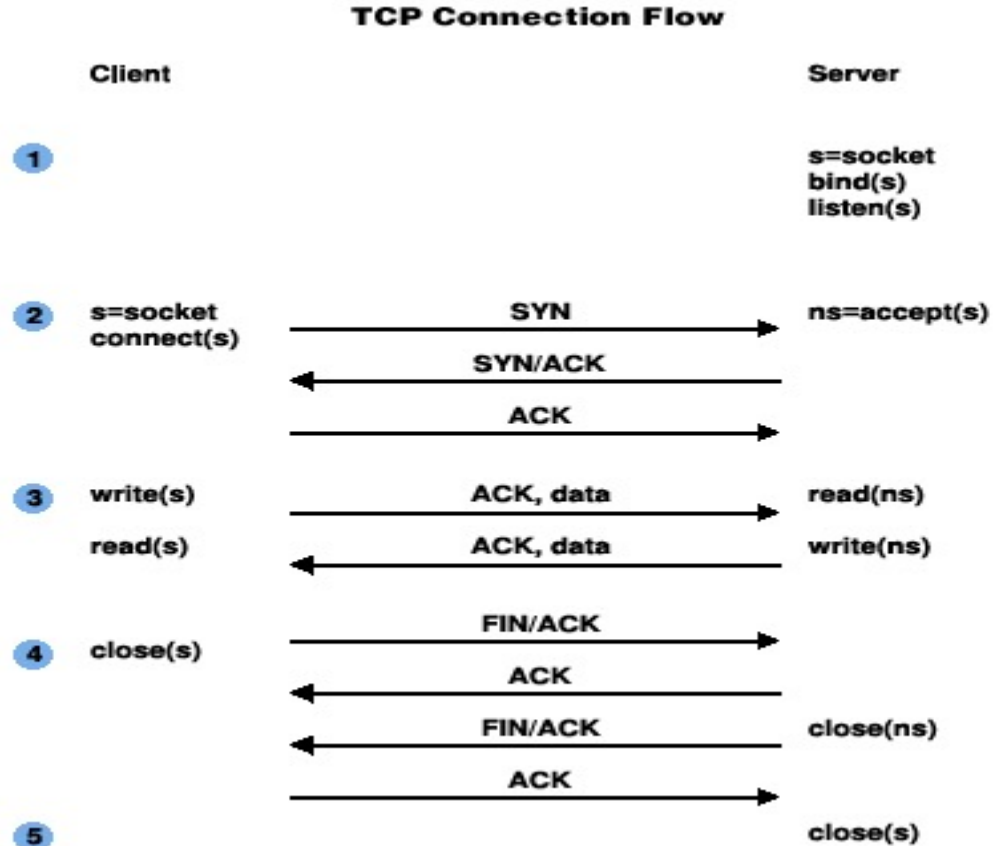 TCP Connection Flow
Client Server
1 s=socket
bind(s)
listen(s)
2 s=socket SYN ns=accept(s)
connect(s)
SYN/ACK
ACK
3 write(s) ACK, data read(ns)
read(s) ACK, data write(ns)
FIN/ACK
4 close(s)
ACK
FIN/ACK close(ns)
ACK
5 close(s)